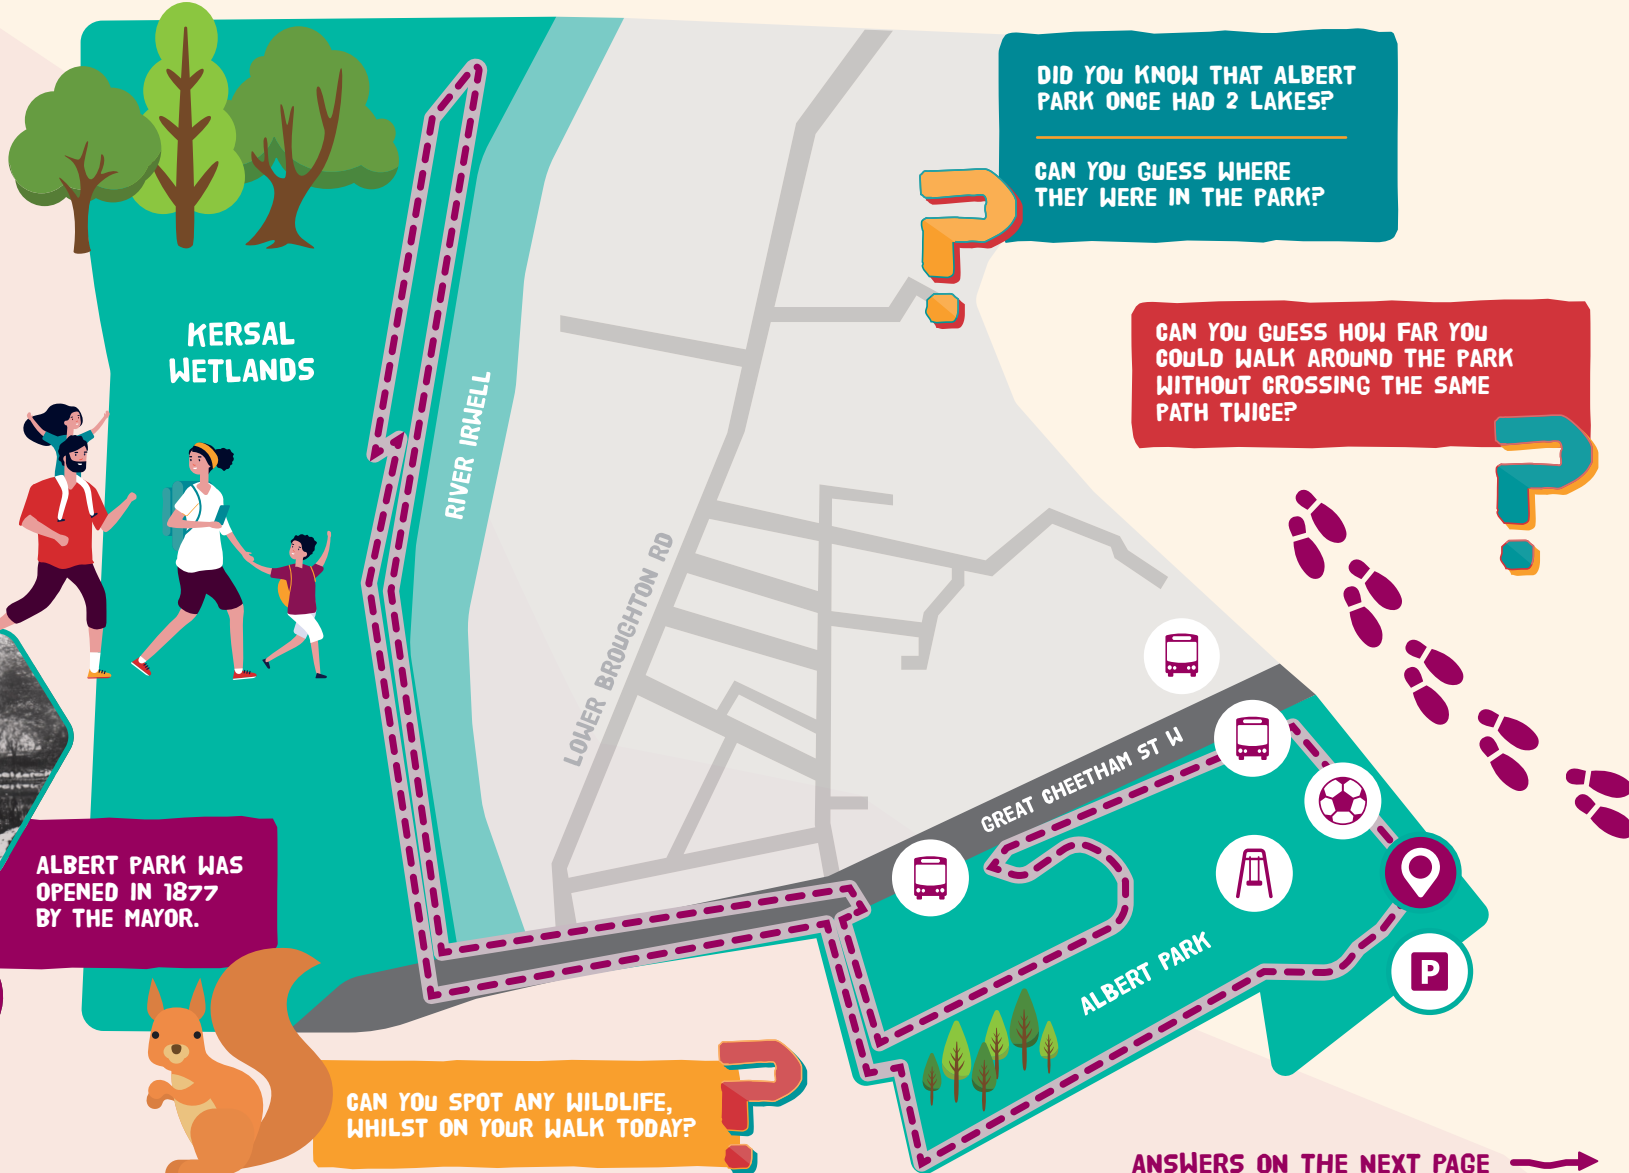 DID YOU KNOW THAT ALBERT
PARK ONCE HAD 2 LAKES?
CAN YOU GUESS WHERE
THEY WERE IN THE PARK?
CAN YOU GUESS HOW FAR YOU
COULD WALK AROUND THE PARK
WITHOUT CROSSING THE SAME
PATH TWICE?
KERSAL
WETLANDS
RIVER IRWELL
LOWER BROUGHTON RD
GREAT CHEETHAM ST W
ALBERT PARK
P
ALBERT PARK WAS
OPENED IN 1877
BY THE MAYOR.
CAN YOU SPOT ANY WILDLIFE,
WHILST ON YOUR WALK TODAY?
ANSWERS ON THE NEXT PAGE